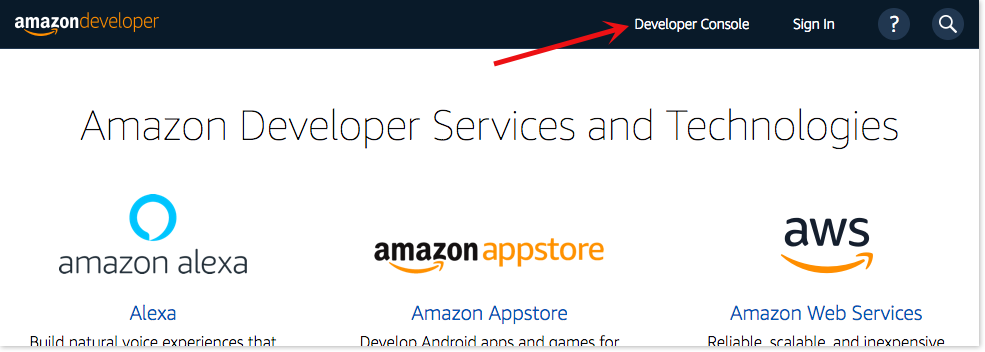 amazondeveloper Developer Console Sign In ?
Amazon Developer Services and Technologies
amazon alexa amazon appstore aws
Alexa Amazon Appstore Amazon Web Services
Build natural voice experiences that Develop Android apps and games for Reliable, scalable, and inexpensive